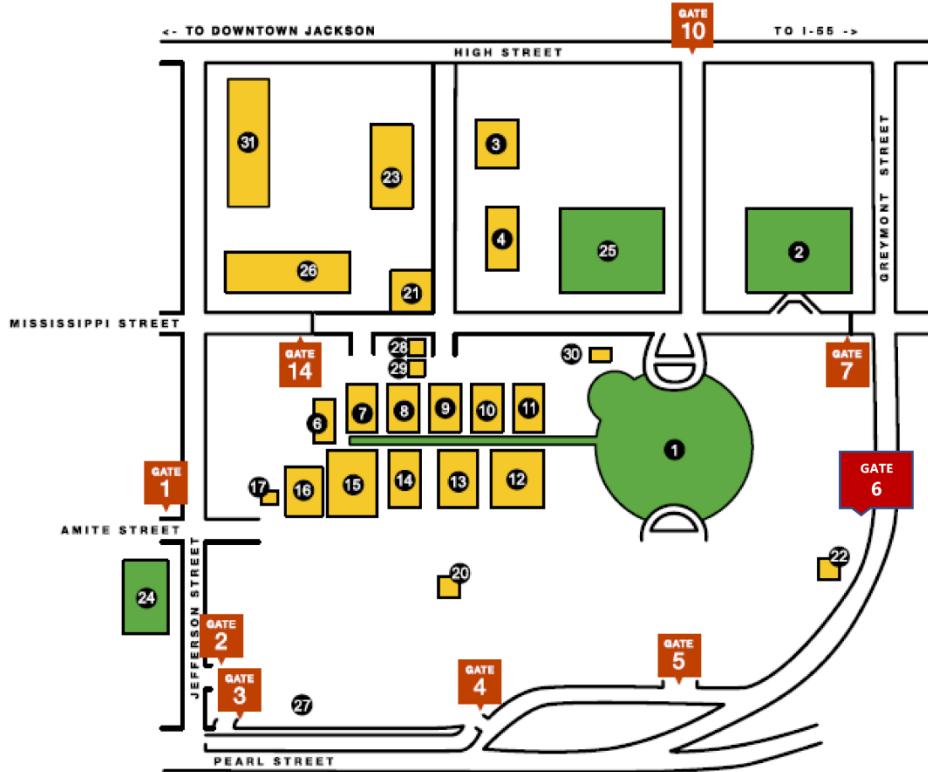 GATE
10
<- TO DOWNTOWN JACKSON
TO I-55 ->
HIGH STREET
GREYMONT STREET
31
23
3
4
25
2
26
21
MISSISSIPPI STREET
GATE
14
28
29
30
GATE
7
6
7
8
9
10
11
1
GATE
1
17
16
15
14
13
12
GATE
6
AMITE STREET
JEFFERSON STREET
24
20
22
GATE
2
GATE
3
27
GATE
4
GATE
5
PEARL STREET